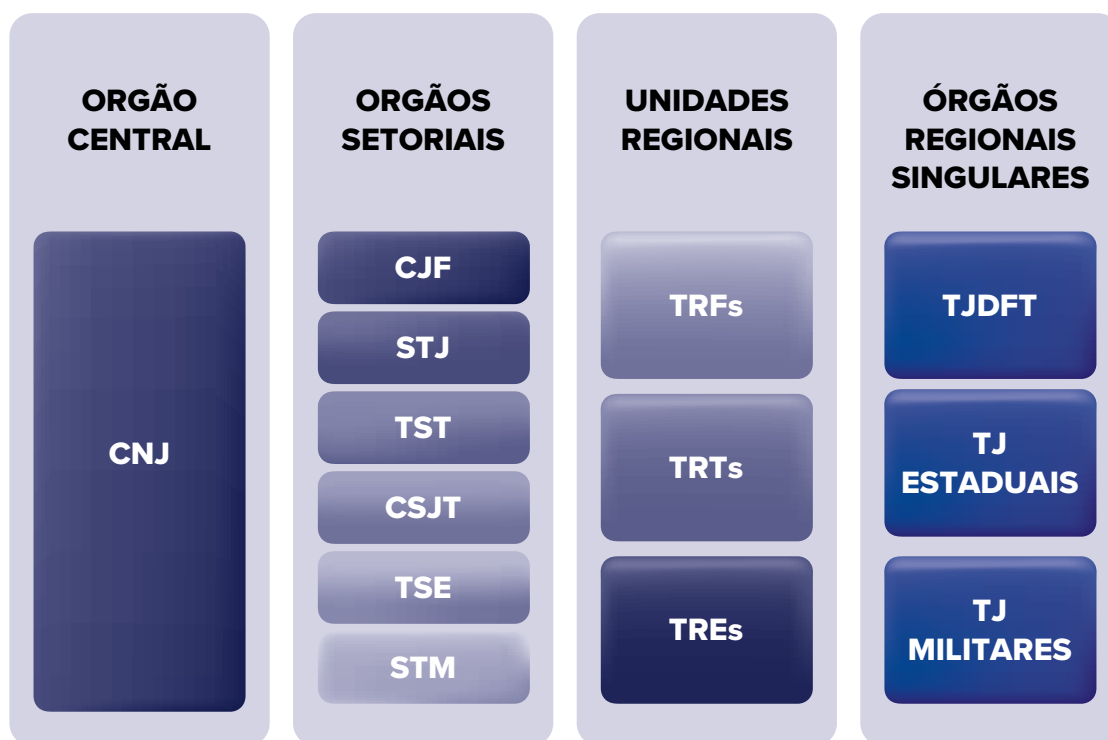 ORGÃO
CENTRAL
CNJ
ORGÃOS
SETORIAIS
CJF
STJ
TST
CSJT
TSE
STM
UNIDADES
REGIONAIS
TRFs
TRTs
TREs
ÓRGÃOS
REGIONAIS
SINGULARES
TJDFT
TJ
ESTADUAIS
TJ
MILITARES